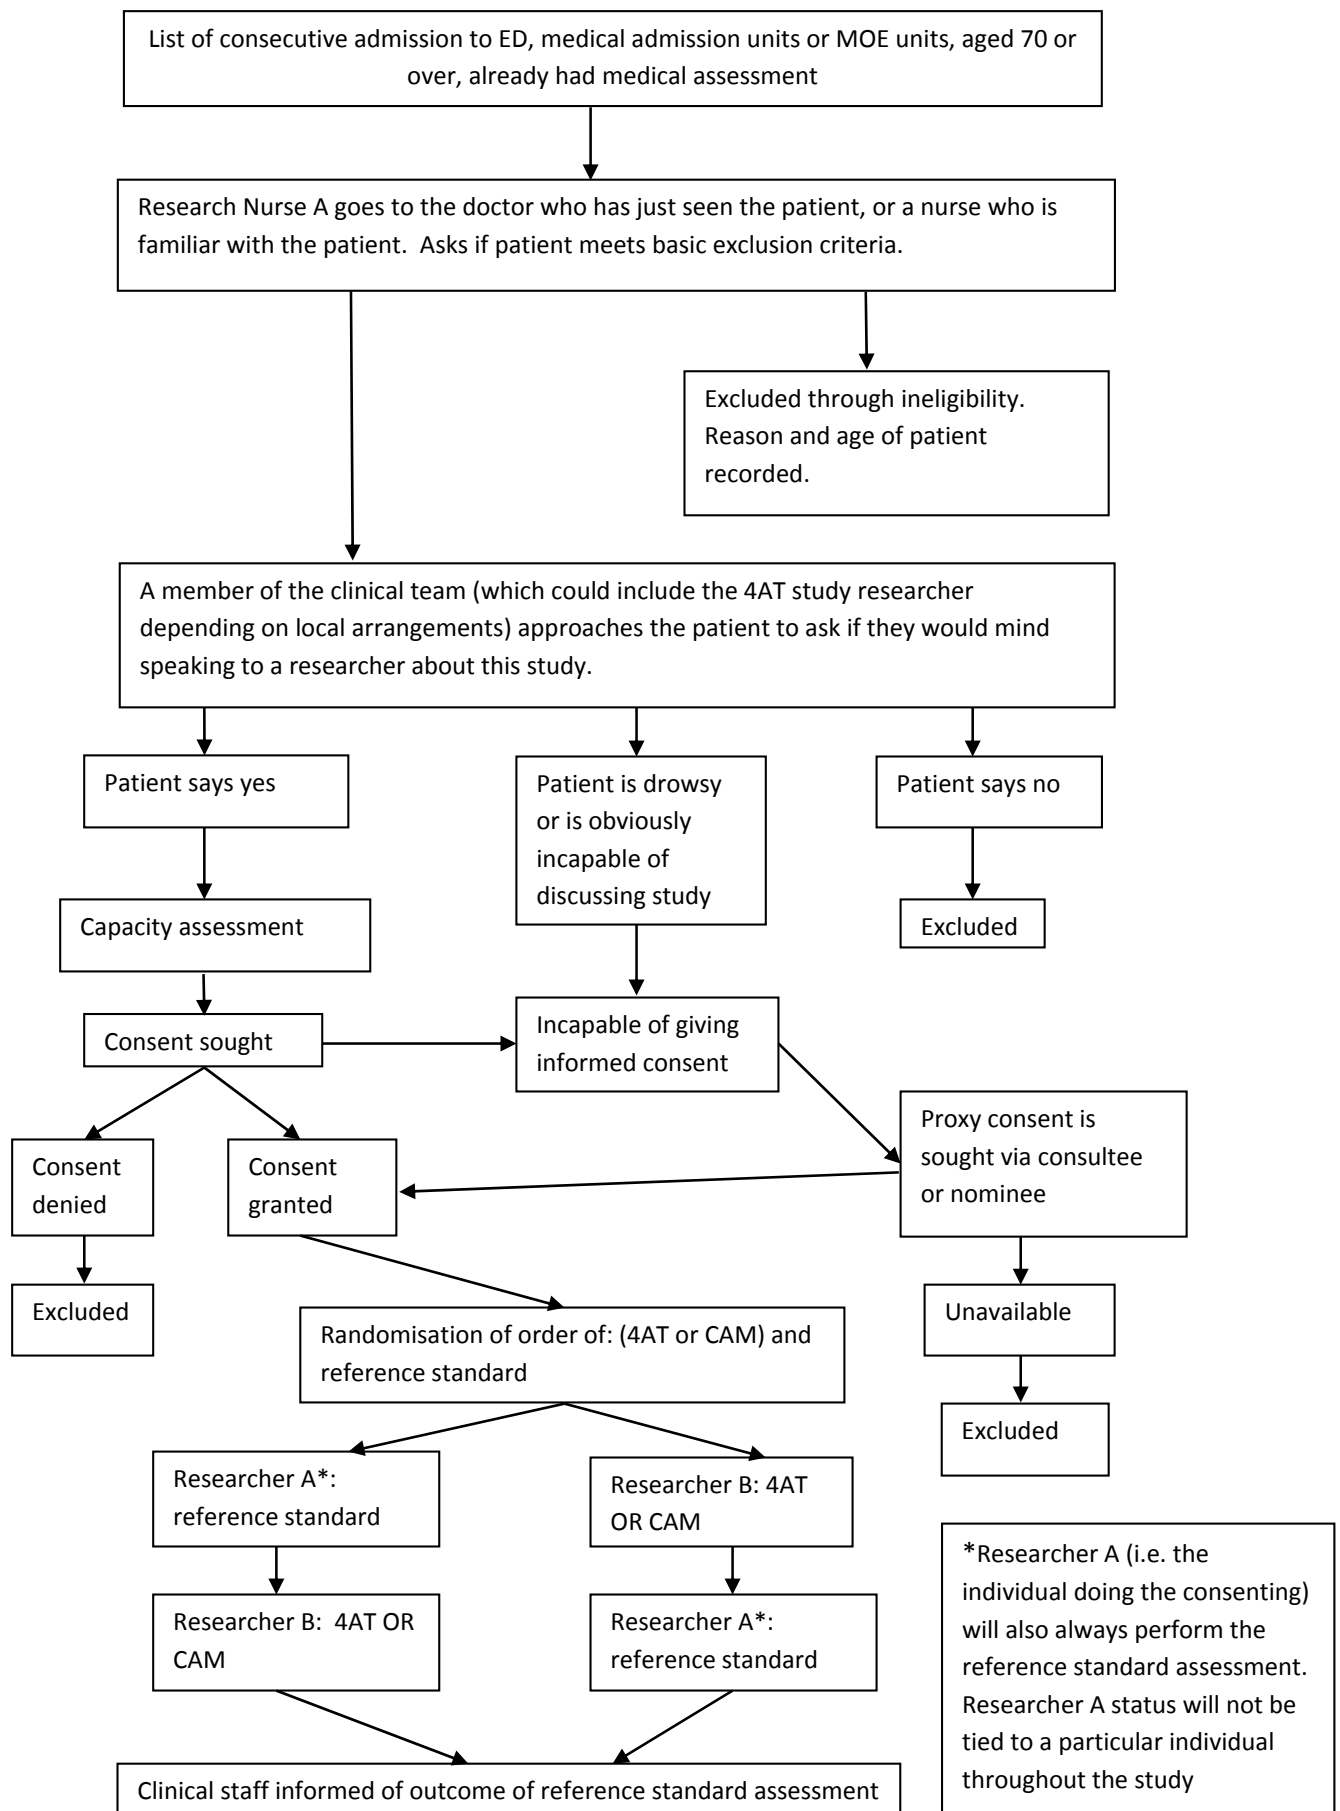 List of consecutive admission to ED, medical admission units or MOE units, aged 70 or
over, already had medical assessment
Research Nurse A goes to the doctor who has just seen the patient, or a nurse who is
familiar with the patient.  Asks if patient meets basic exclusion criteria.
Excluded through ineligibility.
Reason and age of patient
recorded.
A member of the clinical team (which could include the 4AT study researcher
depending on local arrangements) approaches the patient to ask if they would mind
speaking to a researcher about this study.
Patient says yes
Patient is drowsy
or is obviously
incapable of
discussing study
Patient says no
Capacity assessment
Excluded
Consent sought
Incapable of giving
informed consent
Proxy consent is
sought via consultee
or nominee
Consent
denied
Consent
granted
Excluded
Unavailable
Randomisation of order of: (4AT or CAM) and
reference standard
Excluded
Researcher A*:
reference standard
Researcher B: 4AT
OR CAM
Researcher B:  4AT OR
CAM
Researcher A*:
reference standard
*Researcher A (i.e. the
individual doing the consenting)
will also always perform the
reference standard assessment.
Researcher A status will not be
tied to a particular individual
throughout the study
Clinical staff informed of outcome of reference standard assessment